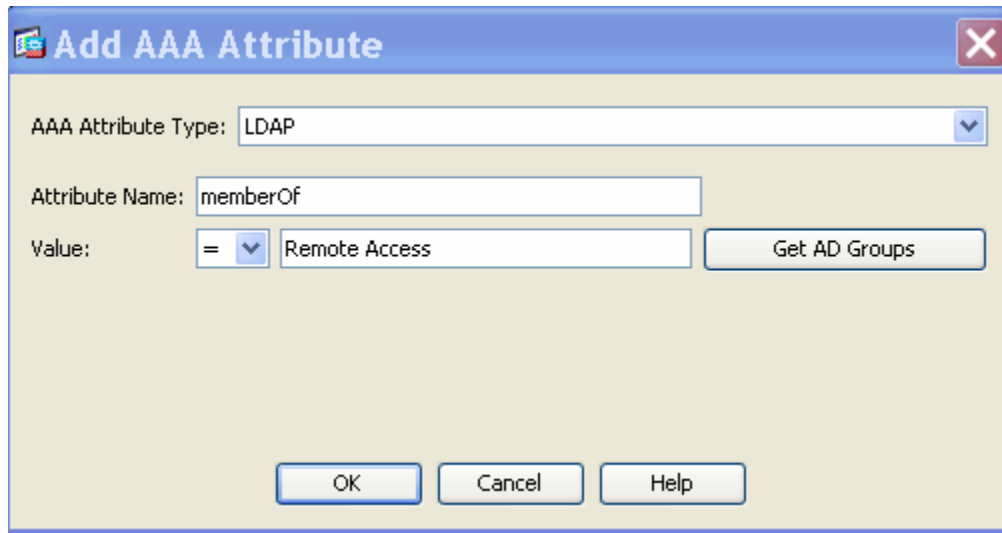 Add AAA Attribute
AAA Attribute Type: LDAP
Attribute Name: memberOf
Value: = Remote Access Get AD Groups
OK Cancel Help